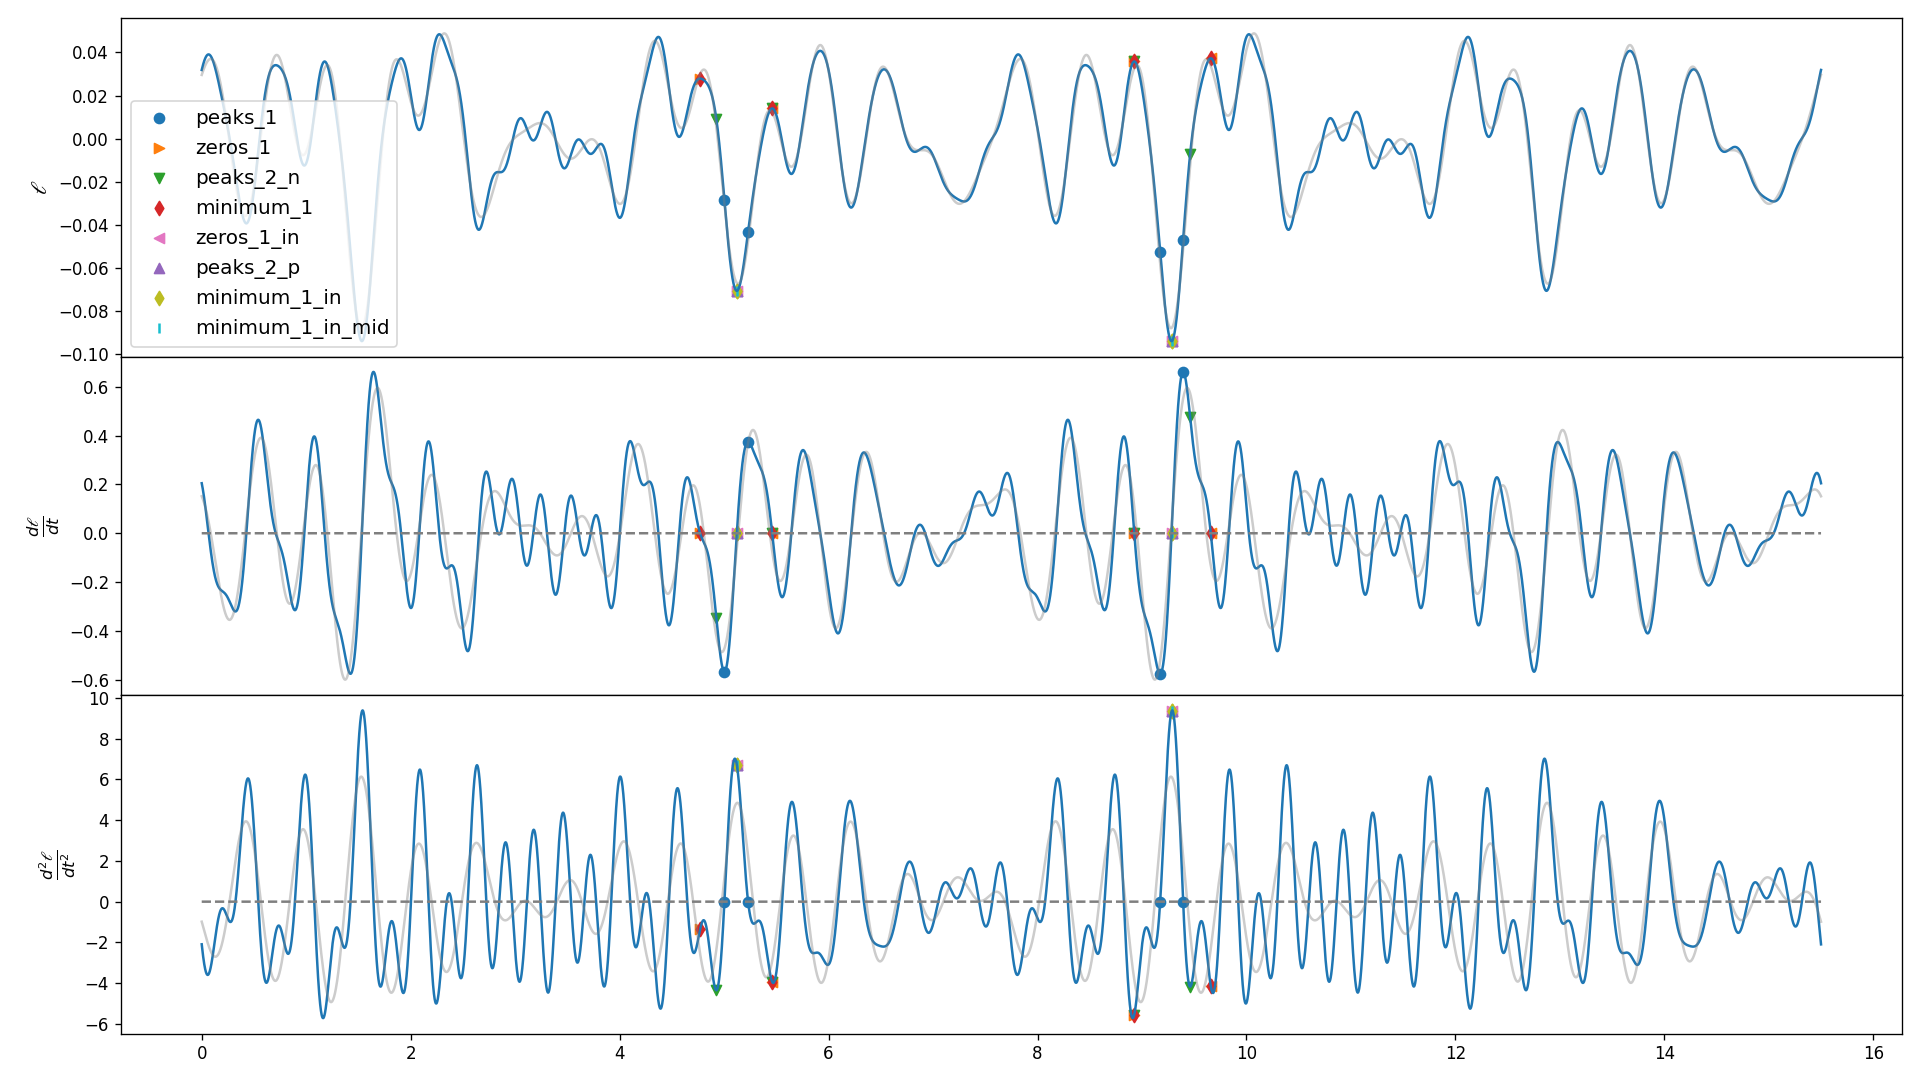 0.04
0.02
0.00
−0.02
−0.04
−0.06
−0.08
−0.10
ℓ
peaks_1
zeros_1
peaks_2_n
minimum_1
zeros_1_in
peaks_2_p
minimum_1_in
minimum_1_in_mid
0.6
0.4
0.2
0.0
−0.2
−0.4
−0.6
dℓ/dt
10
8
6
4
2
0
−2
−4
−6
d²ℓ/dt²
0 2 4 6 8 10 12 14 16